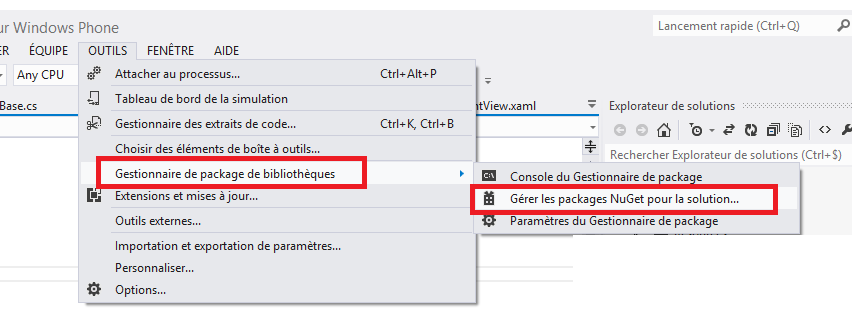 ur Windows Phone
Lancement rapide (Ctrl+Q)
ER ÉQUIPE OUTILS FENÊTRE AIDE
Any CPU
Attacher au processus... Ctrl+Alt+P
Tableau de bord de la simulation
Base.cs
ntView.xaml
Explorateur de solutions
Gestionnaire des extraits de code... Ctrl+K, Ctrl+B
Choisir des éléments de boîte à outils...
Rechercher Explorateur de solutions (Ctrl+$)
Gestionnaire de package de bibliothèques
Console du Gestionnaire de package
Extensions et mises à jour...
Gérer les packages NuGet pour la solution...
Outils externes...
Paramètres du Gestionnaire de package
Importation et exportation de paramètres...
Personnaliser...
Options...